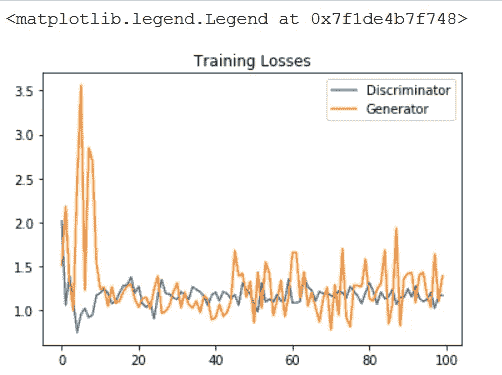 <matplotlib.legend.Legend at 0x7f1de4b7f748>
Training Losses
Discriminator
Generator
3.5
3.0
2.5
2.0
1.5
1.0
0 20 40 60 80 100